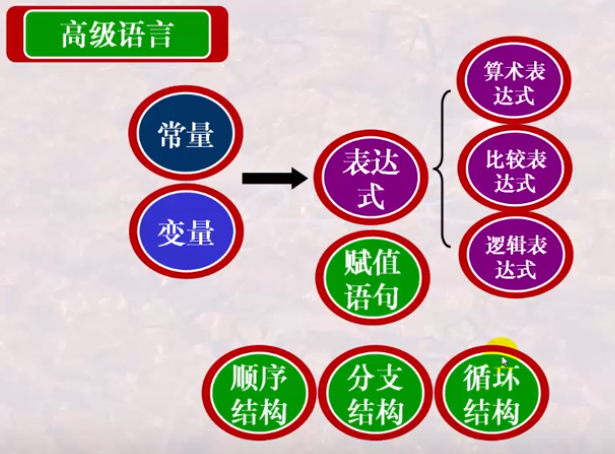 高级语言
常量
变量
表达
式
赋值
语句
算术表
达式
比较表
达式
逻辑表
达式
顺序
结构
分支
结构
循环
结构